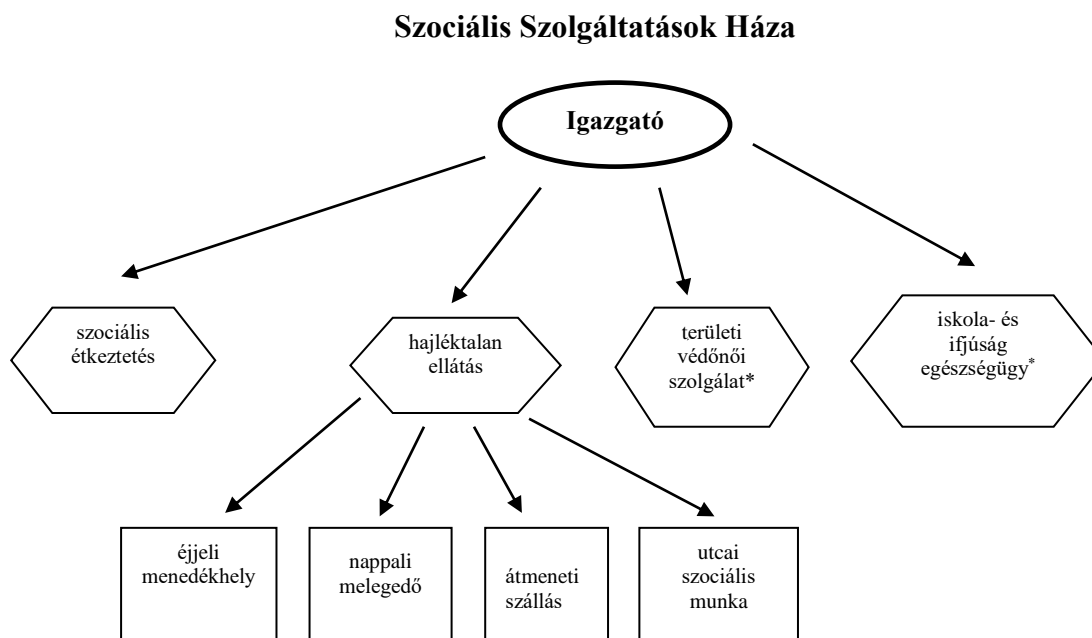 Szociális Szolgáltatások Háza
Igazgató
szociális
étkeztetés
hajléktalan
ellátás
területi
védőnői
szolgálat*
iskola- és
ifjúság
egészségügy*
éjjeli
menedékhely
nappali
melegedő
átmeneti
szállás
utcai
szociális
munka